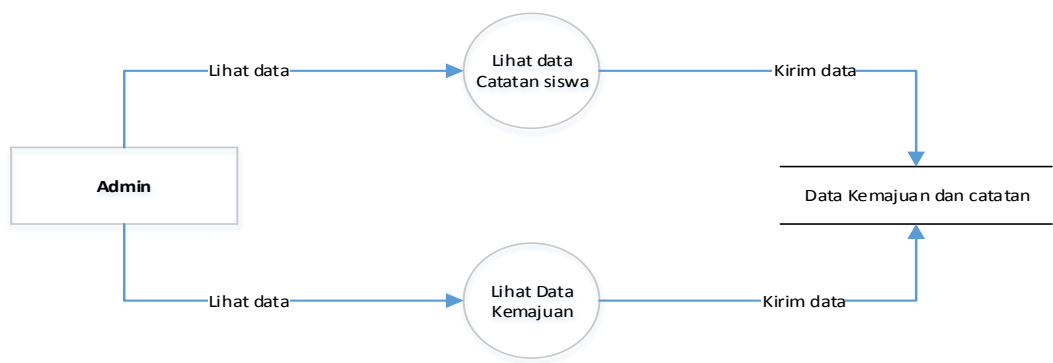 Lihat data
Lihat data
Catatan siswa
Kirim data
Admin
Data Kemajuan dan catatan
Lihat data
Lihat Data
Kemajuan
Kirim data